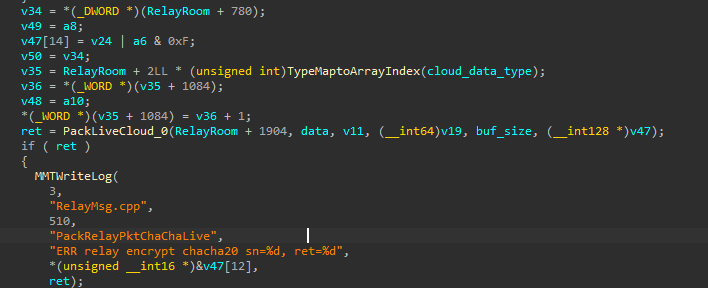 v34 = *(_DWORD *)(RelayRoom + 780);
v49 = a8;
v47[14] = v24 | a6 & 0xF;
v50 = v34;
v35 = RelayRoom + 2LL * (unsigned int)TypeMaptoArrayIndex(cloud_data_type);
v36 = *(_WORD *)(v35 + 1084);
v48 = a10;
*(_WORD *)(v35 + 1084) = v36 + 1;
ret = PackLiveCloud_0(RelayRoom + 1904, data, v11, (__int64)v19, buf_size, (__int128 *)v47);
if ( ret )
{
MMTWriteLog(
3,
"RelayMsg.cpp",
510,
"PackRelayPktChaChaLive",
"ERR relay encrypt chacha20 sn=%d, ret=%d",
*(unsigned __int16 *)&v47[12],
ret);